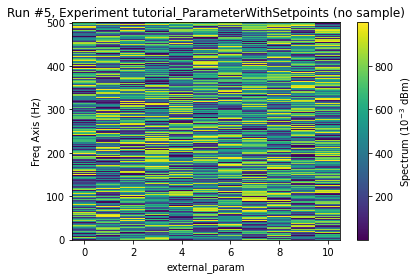 Run #5, Experiment tutorial_ParameterWithSetpoints (no sample)
500
400
300
200
100
0
Freq Axis (Hz)
0 2 4 6 8 10
external_param
800
600
400
200
Spectrum (10⁻³ dBm)